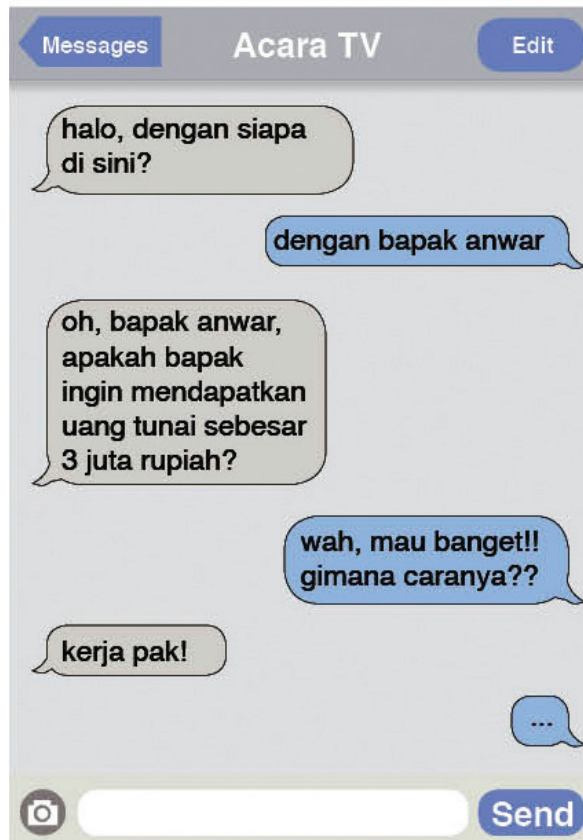 Messages
Acara TV
Edit
halo, dengan siapa
di sini?
dengan bapak anwar
oh, bapak anwar,
apakah bapak
ingin mendapatkan
uang tunai sebesar
3 juta rupiah?
wah, mau banget!!
gimana caranya??
kerja pak!
...
Send